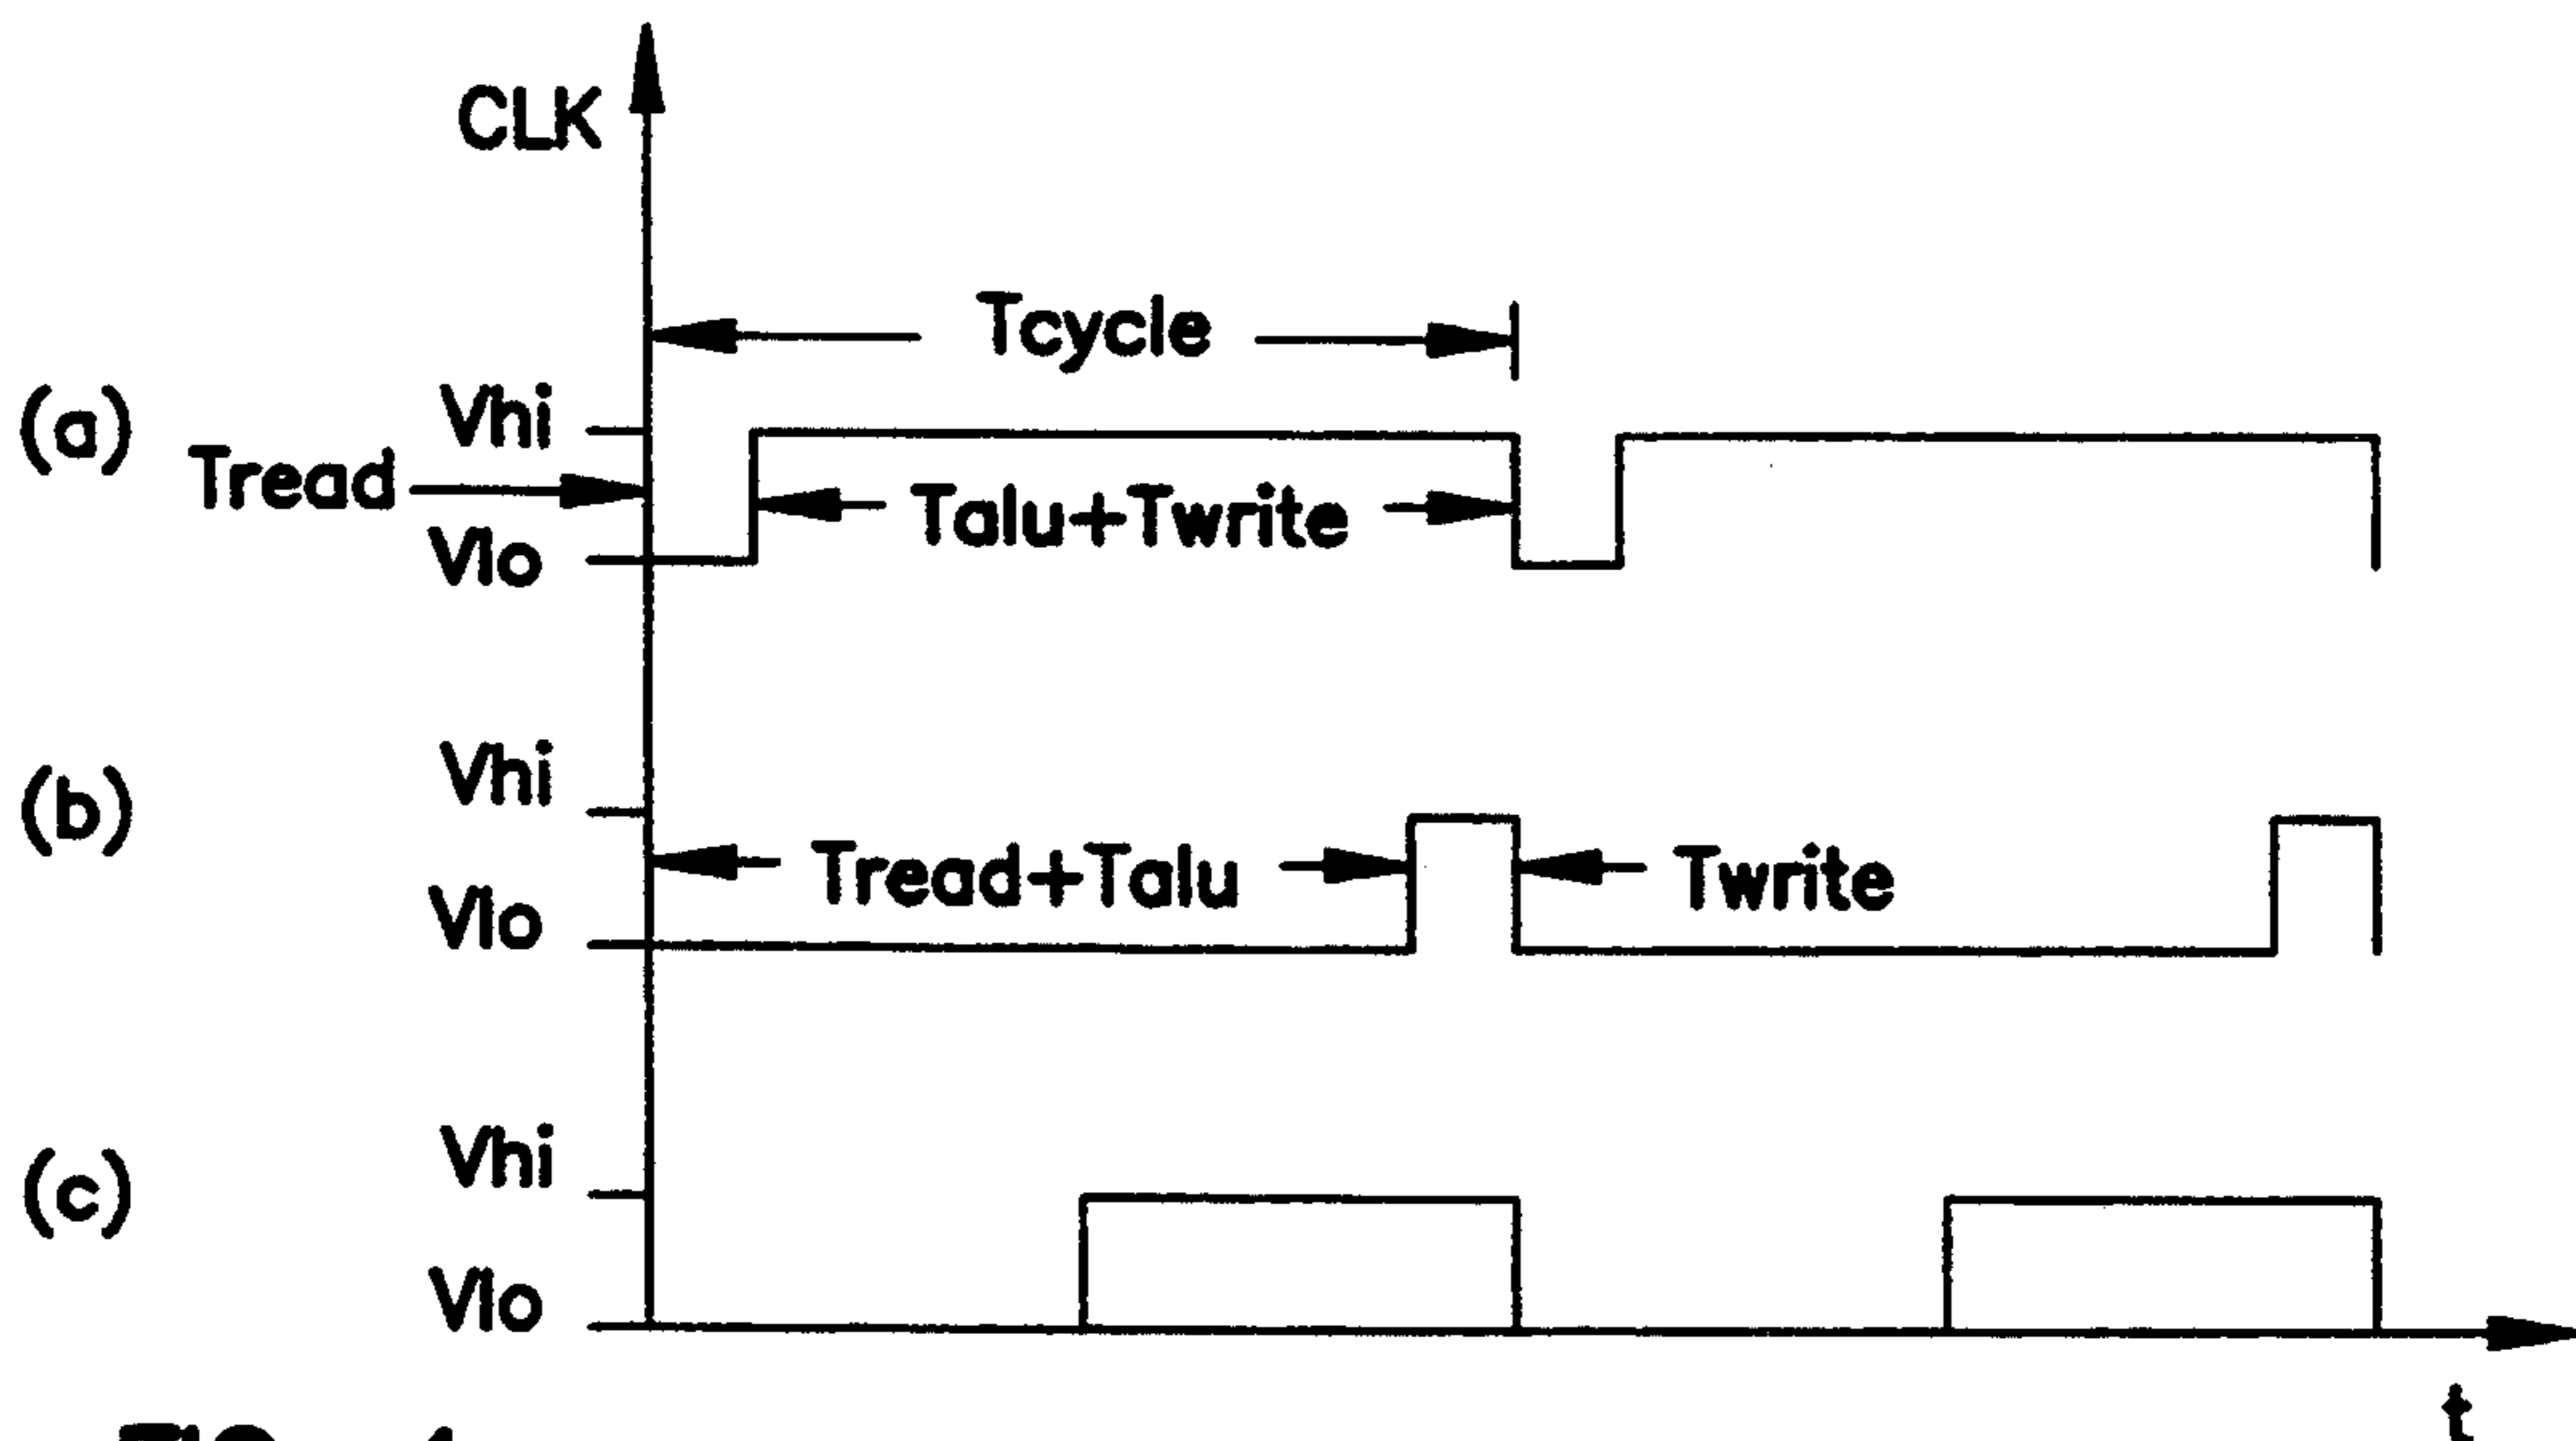 CLK
Tcycle
(a)
Vhi
Tread
Talu+Twrite
Vlo
(b)
Vhi
Tread+Talu
Twrite
Vlo
(c)
Vhi
Vlo
t